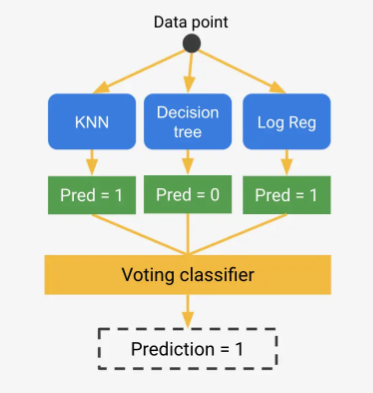 Data point
KNN
Decision
tree
Log Reg
Pred = 1
Pred = 0
Pred = 1
Voting classifier
Prediction = 1